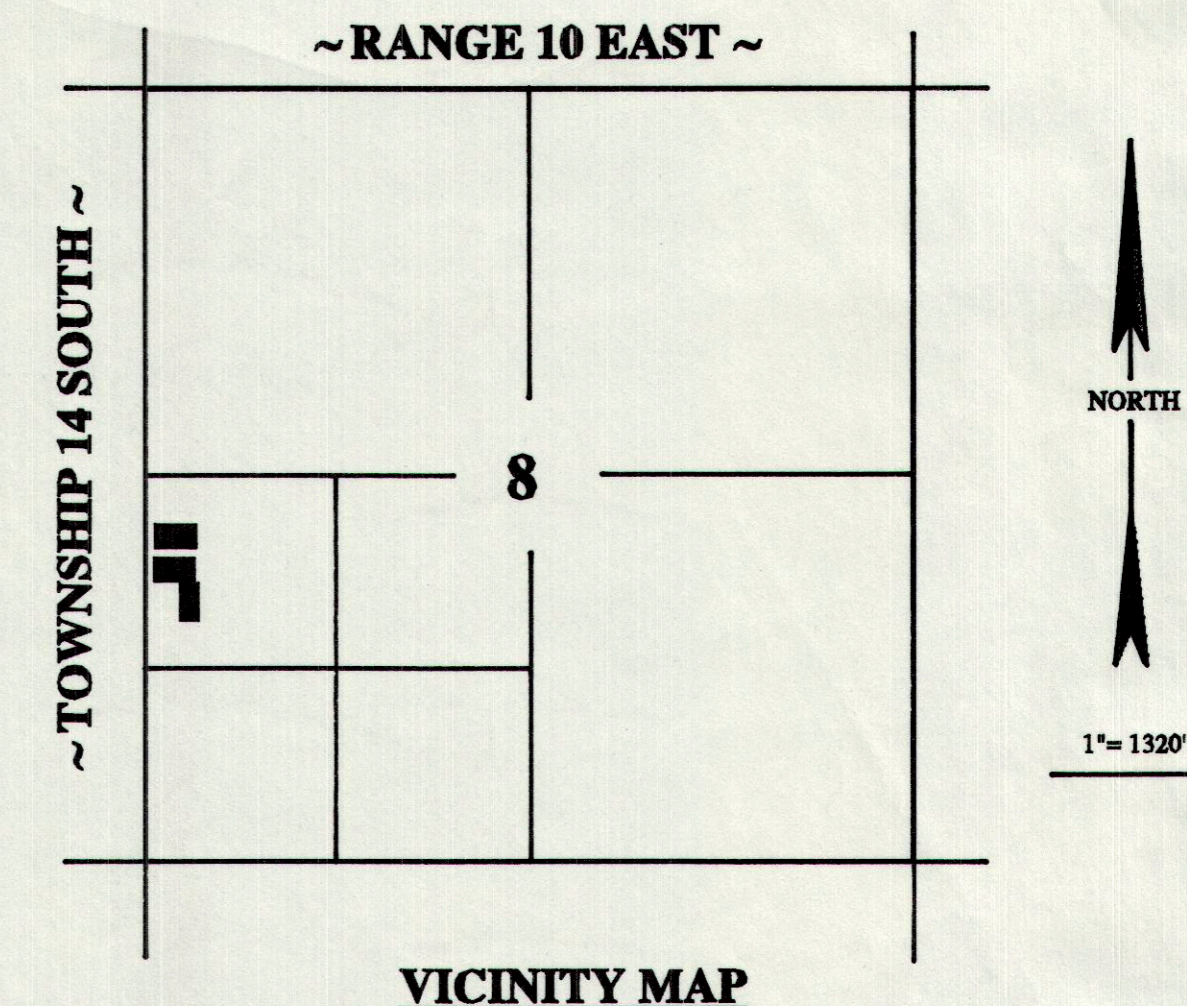 ~RANGE 10 EAST ~
~TOWNSHIP 14 SOUTH ~
8
NORTH
1"= 1320'
VICINITY MAP